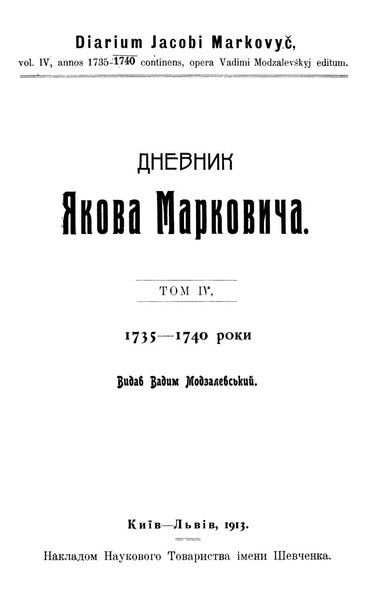 Diarium Jacobi Markovyč,
vol. IV, annos 1735-1740 continens, opera Vadimi Modzalevśkyj editum.
ДНЕВНИК
Якова Марковича.
ТОМ IV.
1735—1740 РОКИ
Видав Вадим Модзалевський.
Київ—Львів, 1913.
Накладом Наукового Товариства імени Шевченка.